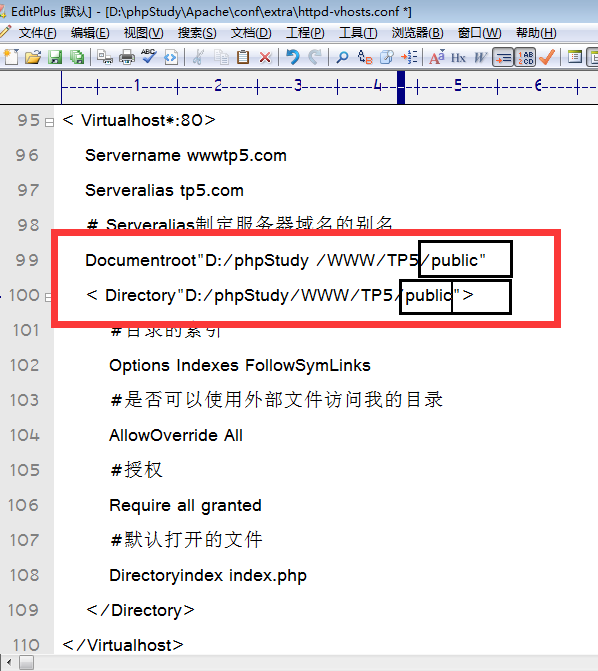 EditPlus [默认] - [D:\phpStudy\Apache\conf\extra\httpd-vhosts.conf *]
文件(F) 编辑(E) 视图(V) 搜索(S) 文档(D) 工程(P) 工具(T) 浏览器(B) 窗口(W) 帮助(H)
1 2 3 4 5 6
95 < Virtualhost*:80>
96 Servername wwwtp5.com
97 Serveralias tp5.com
98 # Serveralias制定服务器域名的别名
99 Documentroot"D:/phpStudy /WWW/TP5/public"
100 < Directory"D:/phpStudy/WWW/TP5/public">
101 #目录的索引
102 Options Indexes FollowSymLinks
103 #是否可以使用外部文件访问我的目录
104 AllowOverride All
105 #授权
106 Require all granted
107 #默认打开的文件
108 Directoryindex index.php
109 </Directory>
110 </Virtualhost>